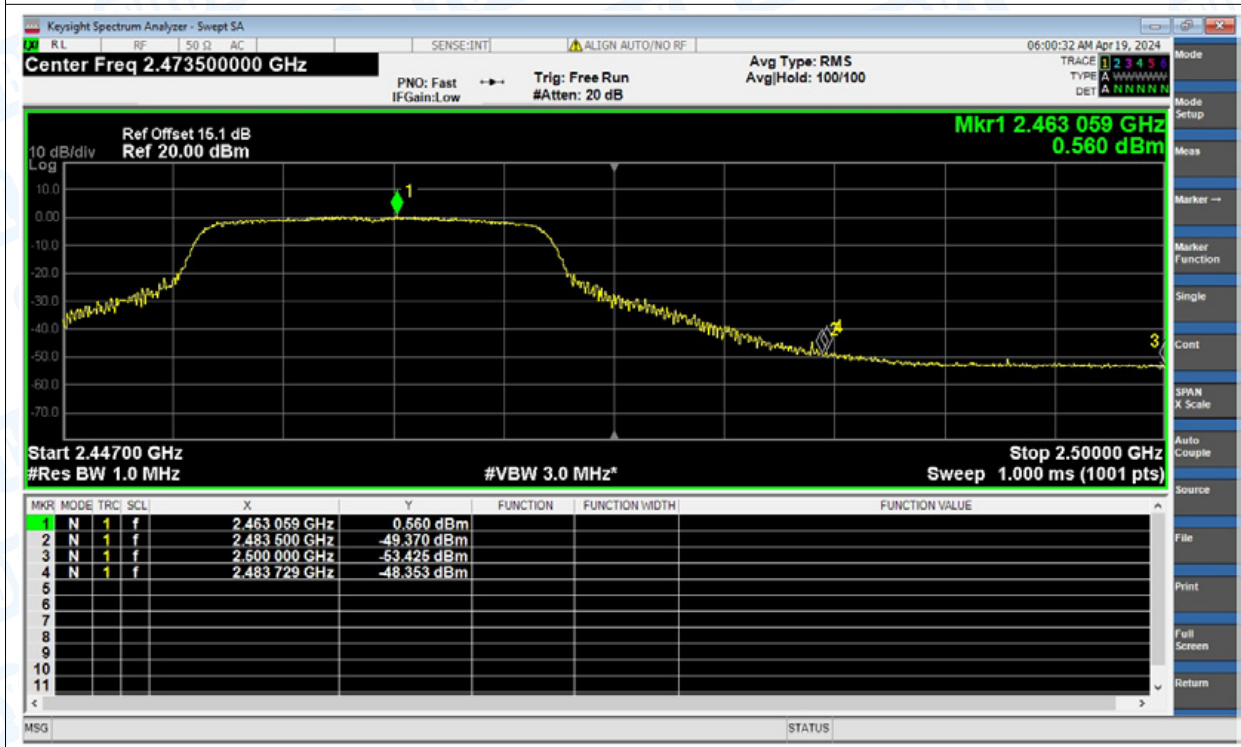 Keysight Spectrum Analyzer - Swept SA
RL RF 50 Ω AC SENSE:INT ALIGN AUTO/NO RF 06:00:32 AM Apr 19, 2024
Center Freq 2.473500000 GHz
PNO: Fast
IFGain:Low
Trig: Free Run
#Atten: 20 dB
Avg Type: RMS
Avg|Hold: 100/100
TRACE 1 2 3 4 5 6
TYPE A WWWWW
DET A N N N N N
Ref Offset 15.1 dB
10 dB/div Ref 20.00 dBm
Log
Mkr1 2.463 059 GHz
0.560 dBm
10.0
0.00
-10.0
-20.0
-30.0
-40.0
-50.0
-60.0
-70.0
1
2
4
3
Start 2.44700 GHz Stop 2.50000 GHz
#Res BW 1.0 MHz #VBW 3.0 MHz* Sweep 1.000 ms (1001 pts)
MKR MODE TRC SCL X Y FUNCTION FUNCTION WIDTH FUNCTION VALUE
1 N 1 f 2.463 059 GHz 0.560 dBm
2 N 1 f 2.483 500 GHz -49.370 dBm
3 N 1 f 2.500 000 GHz -53.425 dBm
4 N 1 f 2.483 729 GHz -48.353 dBm
5
6
7
8
9
10
11
MSG STATUS
Mode
Mode
Setup
Meas
Marker →
Marker
Function
Single
Cont
SPAN
X Scale
Auto
Couple
Source
File
Print
Full
Screen
Return